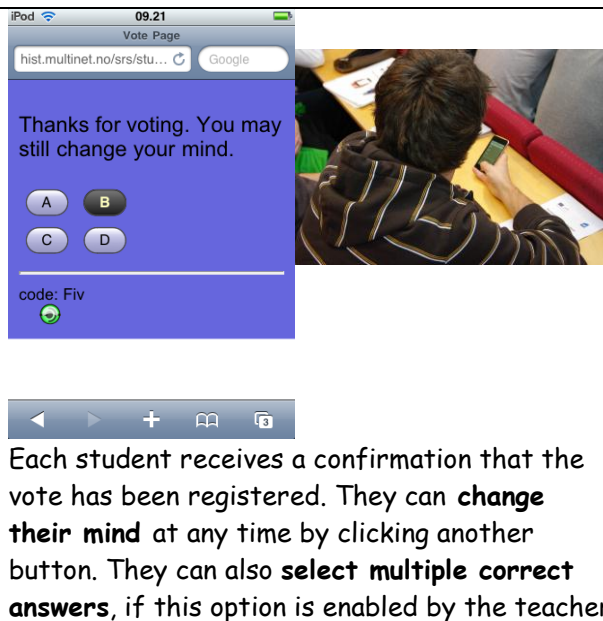 iPod 09.21
Vote Page
hist.multinet.no/srs/stu... Google
Thanks for voting. You may
still change your mind.
A B
C D
code: Fiv
3
Each student receives a confirmation that the
vote has been registered. They can change
their mind at any time by clicking another
button. They can also select multiple correct
answers, if this option is enabled by the teacher